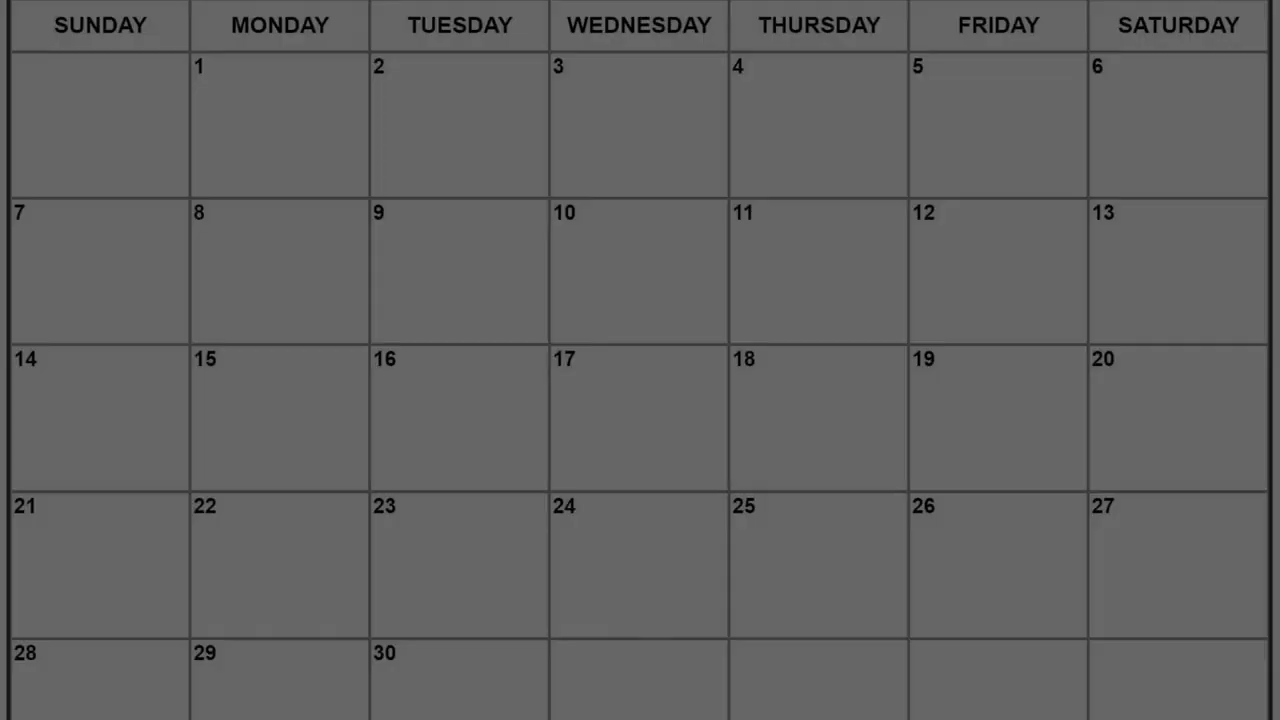 SUNDAY MONDAY TUESDAY WEDNESDAY THURSDAY FRIDAY SATURDAY
1 2 3 4 5 6
7 8 9 10 11 12 13
14 15 16 17 18 19 20
21 22 23 24 25 26 27
28 29 30